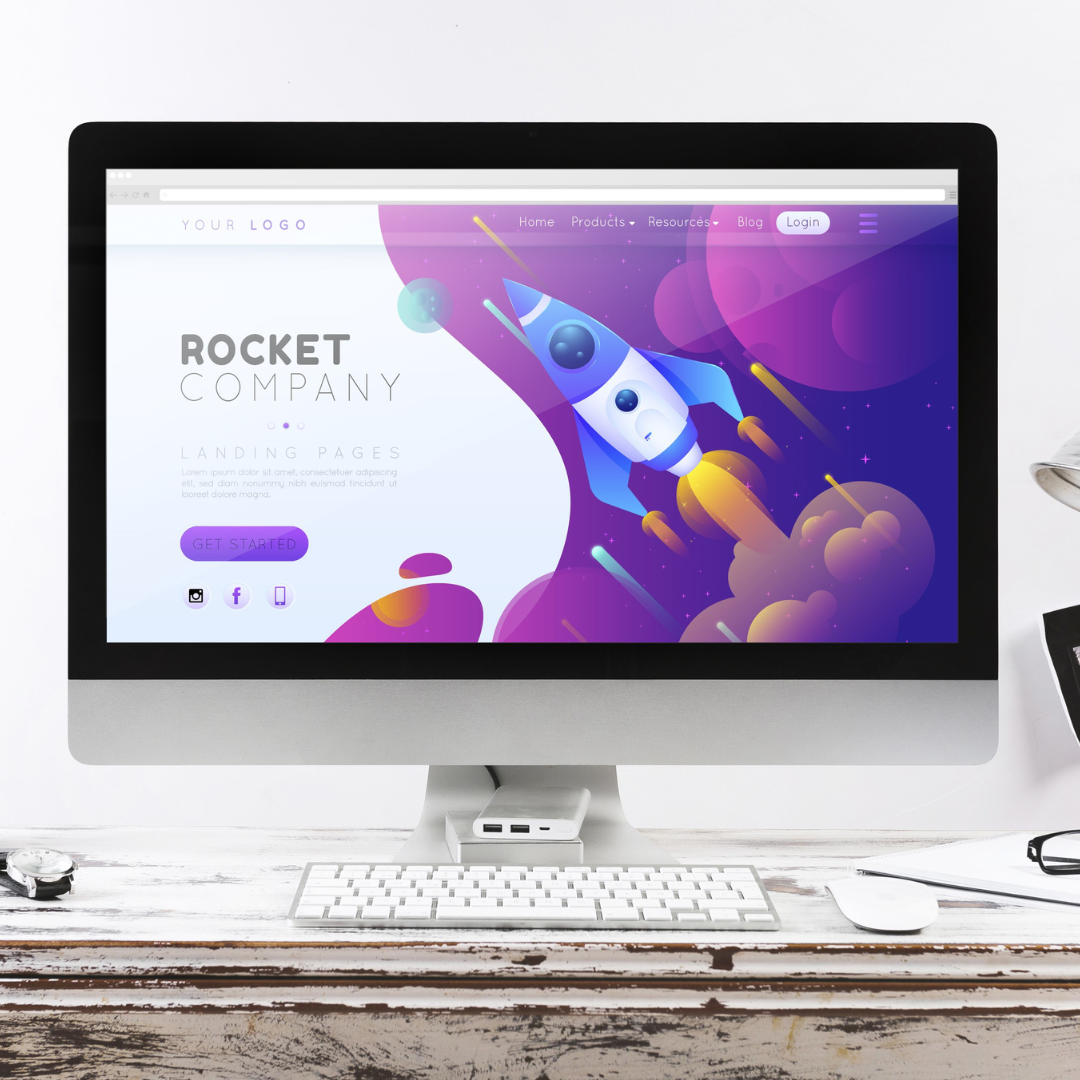 YOUR LOGO
Home Products Resources Blog Login
ROCKET
COMPANY
LANDING PAGES
Lorem ipsum dolor sit amet, consectetuer adipiscing
elit, sed diam nonummy nibh euismod tincidunt ut
laoreet dolore magna.
GET STARTED
f